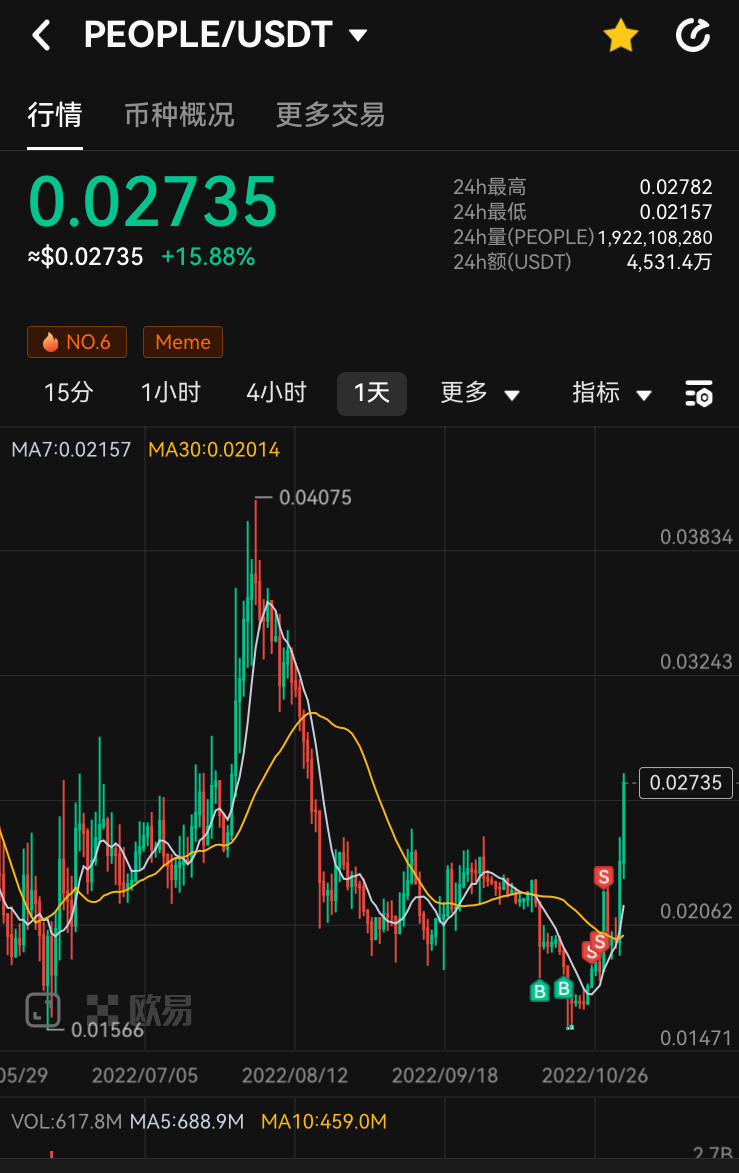 PEOPLE/USDT
行情 币种概况 更多交易
0.02735
≈$0.02735 +15.88%
24h最高 0.02782
24h最低 0.02157
24h量(PEOPLE) 1,922,108,280
24h额(USDT) 4,531.4万
NO.6 Meme
15分 1小时 4小时 1天 更多 指标
MA7:0.02157 MA30:0.02014
0.04075
0.03834
0.03243
0.02735
S
0.02062
S
S
B B
欧易
0.01566
0.01471
05/29 2022/07/05 2022/08/12 2022/09/18 2022/10/26
VOL:617.8M MA5:688.9M MA10:459.0M
2.7B